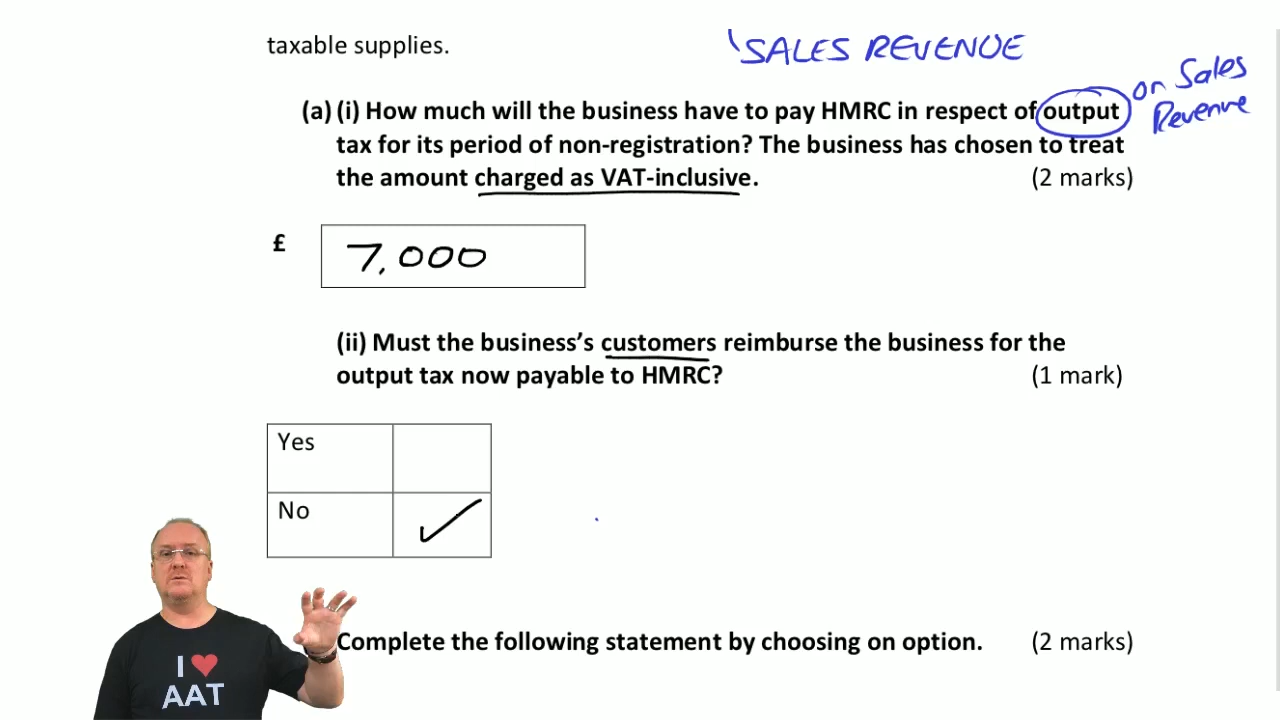 taxable supplies.
SALES REVENUE
on Sales
Revenue
(a) (i) How much will the business have to pay HMRC in respect of output
tax for its period of non-registration? The business has chosen to treat
the amount charged as VAT-inclusive. (2 marks)
£ 7,000
(ii) Must the business's customers reimburse the business for the
output tax now payable to HMRC? (1 mark)
Yes
No ✓
Complete the following statement by choosing on option. (2 marks)
I ❤
AAT